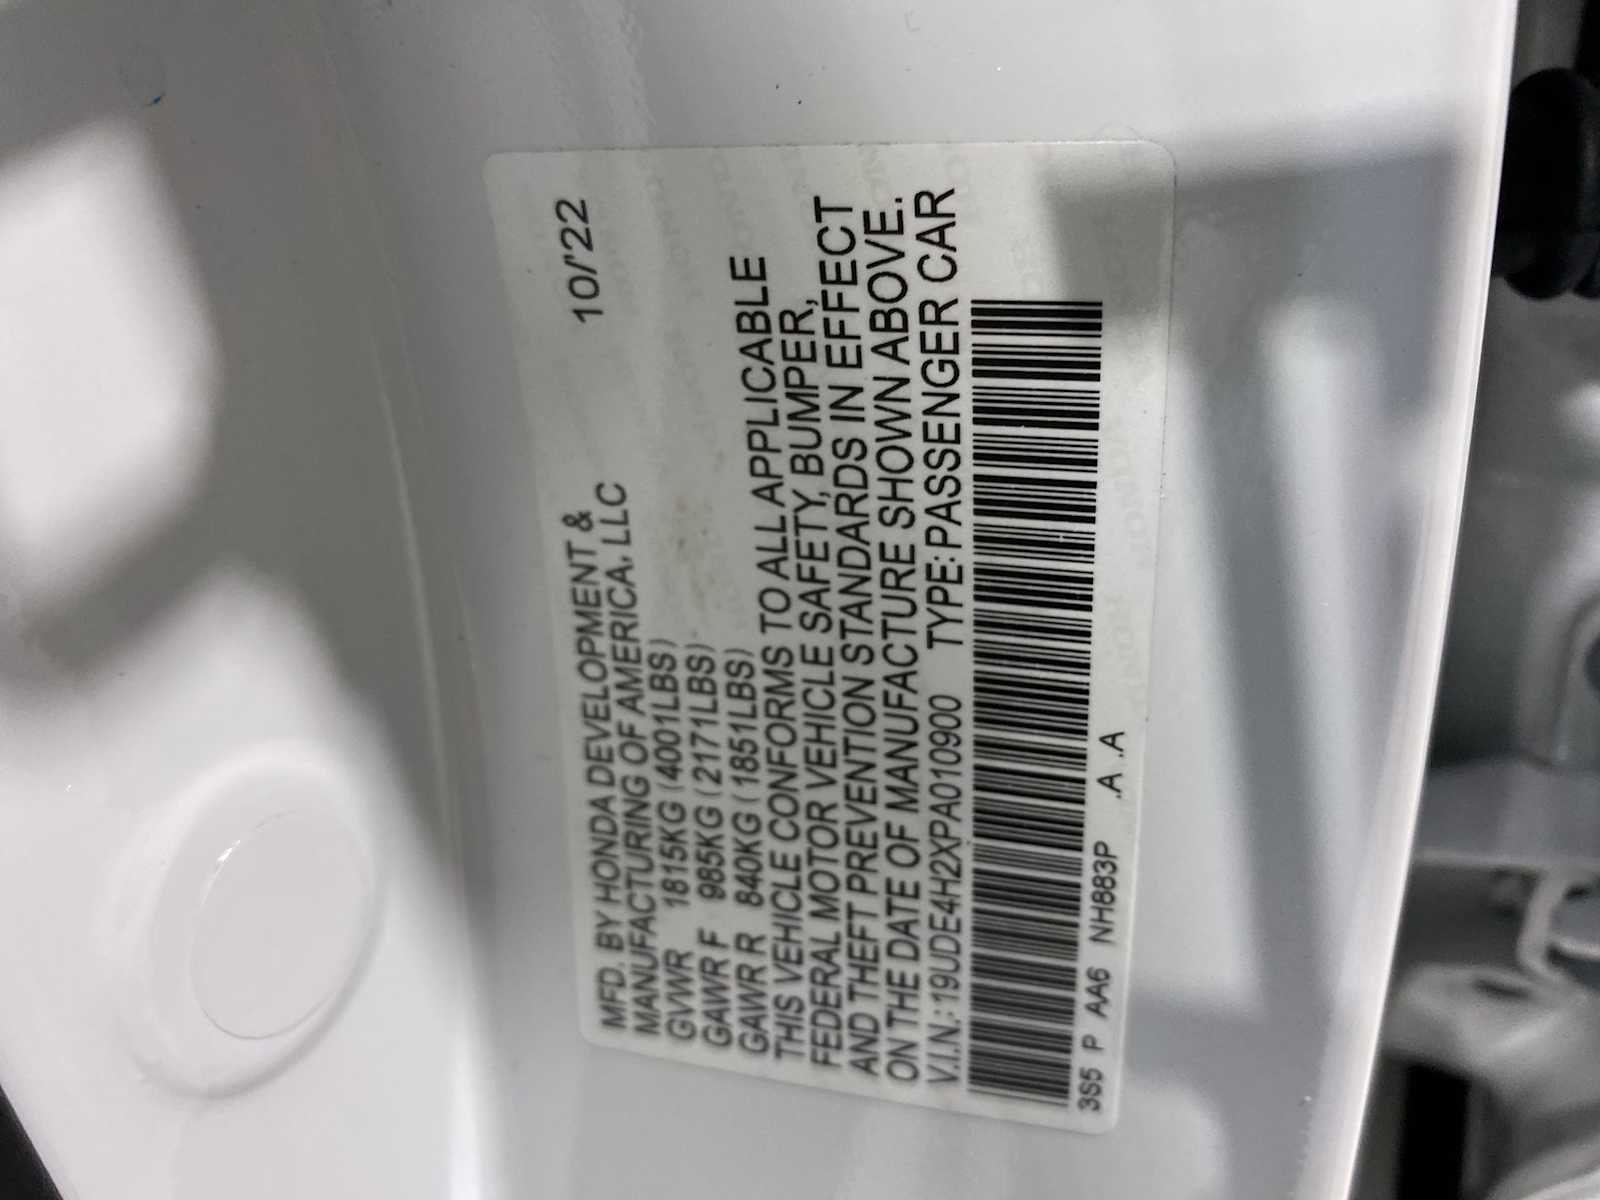 MFD. BY HONDA DEVELOPMENT & 10/'22
MANUFACTURING OF AMERICA, LLC
GVWR 1815KG (4001LBS)
GAWR F 985KG (2171LBS)
GAWR R 840KG (1851LBS)
THIS VEHICLE CONFORMS TO ALL APPLICABLE
FEDERAL MOTOR VEHICLE SAFETY, BUMPER,
AND THEFT PREVENTION STANDARDS IN EFFECT
ON THE DATE OF MANUFACTURE SHOWN ABOVE.
V.I.N.: 19UDE4H2XPA010900 TYPE: PASSENGER CAR
3S5 P AA6 NH883P .A .A